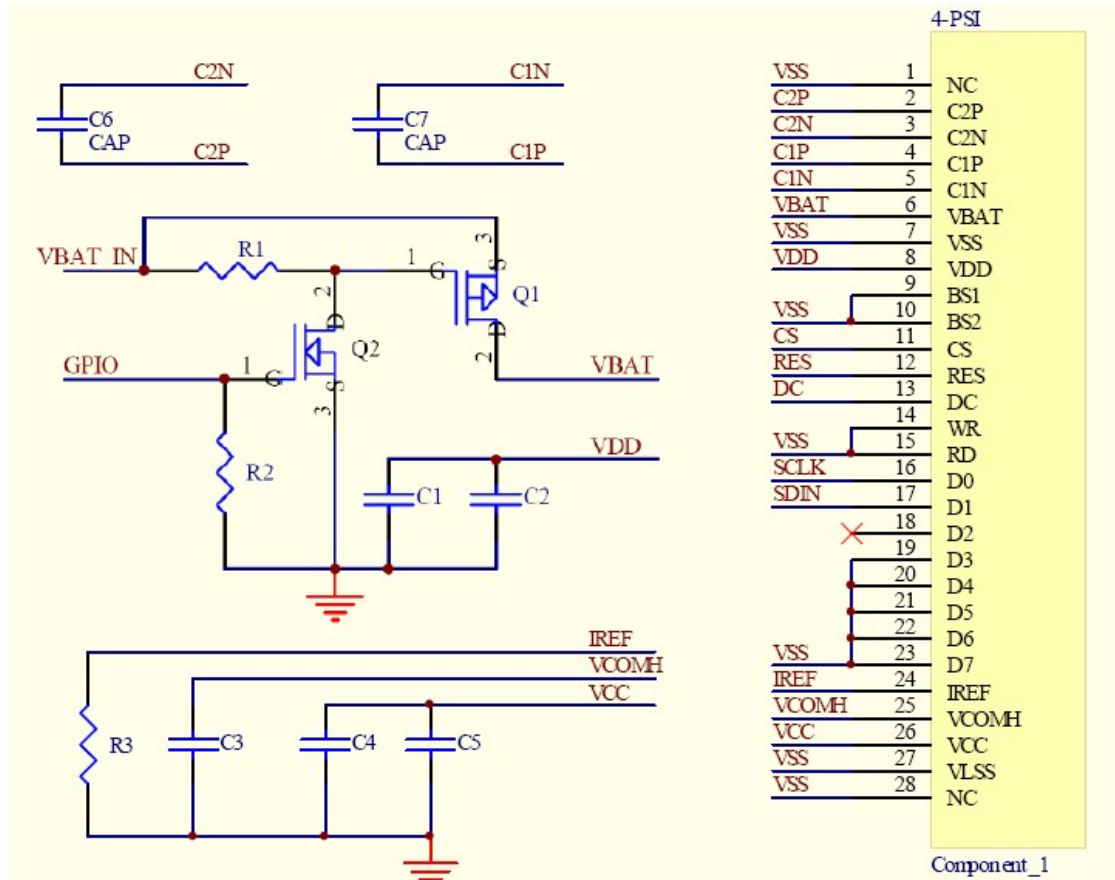 4-PSI
C2N
C6
CAP
C2P
C1N
C7
CAP
C1P
VBAT IN
R1
1
G
3
S
Q1
D
2
VBAT
2
D
Q2
GPIO
1
G
S
3
R2
VDD
C1
C2
IREF
VCOMH
VCC
R3
C3
C4
C5
VSS 1 NC
C2P 2 C2P
C2N 3 C2N
C1P 4 C1P
C1N 5 C1N
VBAT 6 VBAT
VSS 7 VSS
VDD 8 VDD
9 BS1
VSS 10 BS2
CS 11 CS
RES 12 RES
DC 13 DC
14 WR
VSS 15 RD
SCLK 16 D0
SDIN 17 D1
18 D2
19 D3
20 D4
21 D5
22 D6
VSS 23 D7
IREF 24 IREF
VCOMH 25 VCOMH
VCC 26 VCC
VSS 27 VLSS
VSS 28 NC
Component_1